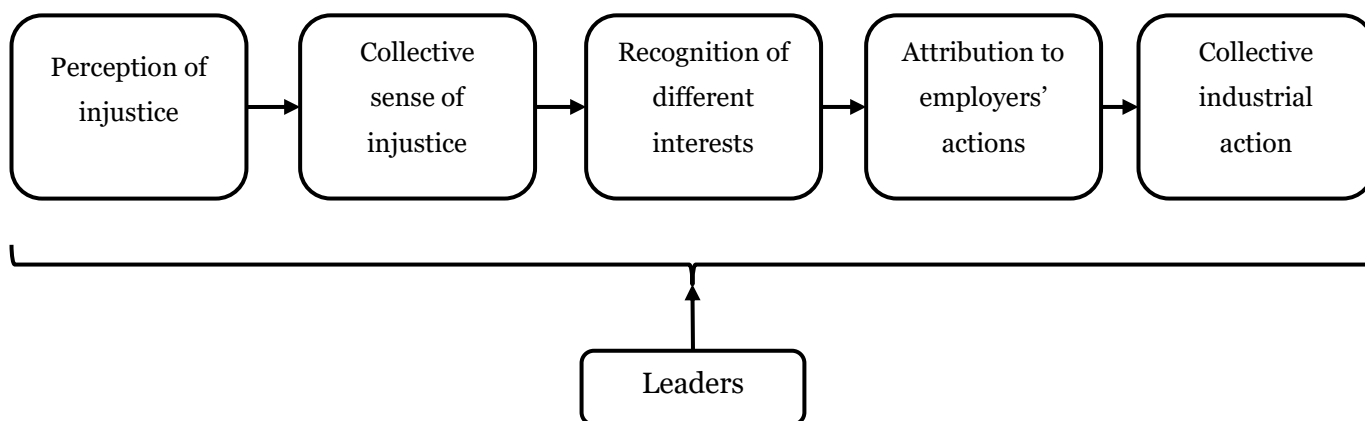 Perception of
injustice
Collective
sense of
injustice
Recognition of
different
interests
Attribution to
employers’
actions
Collective
industrial
action
Leaders